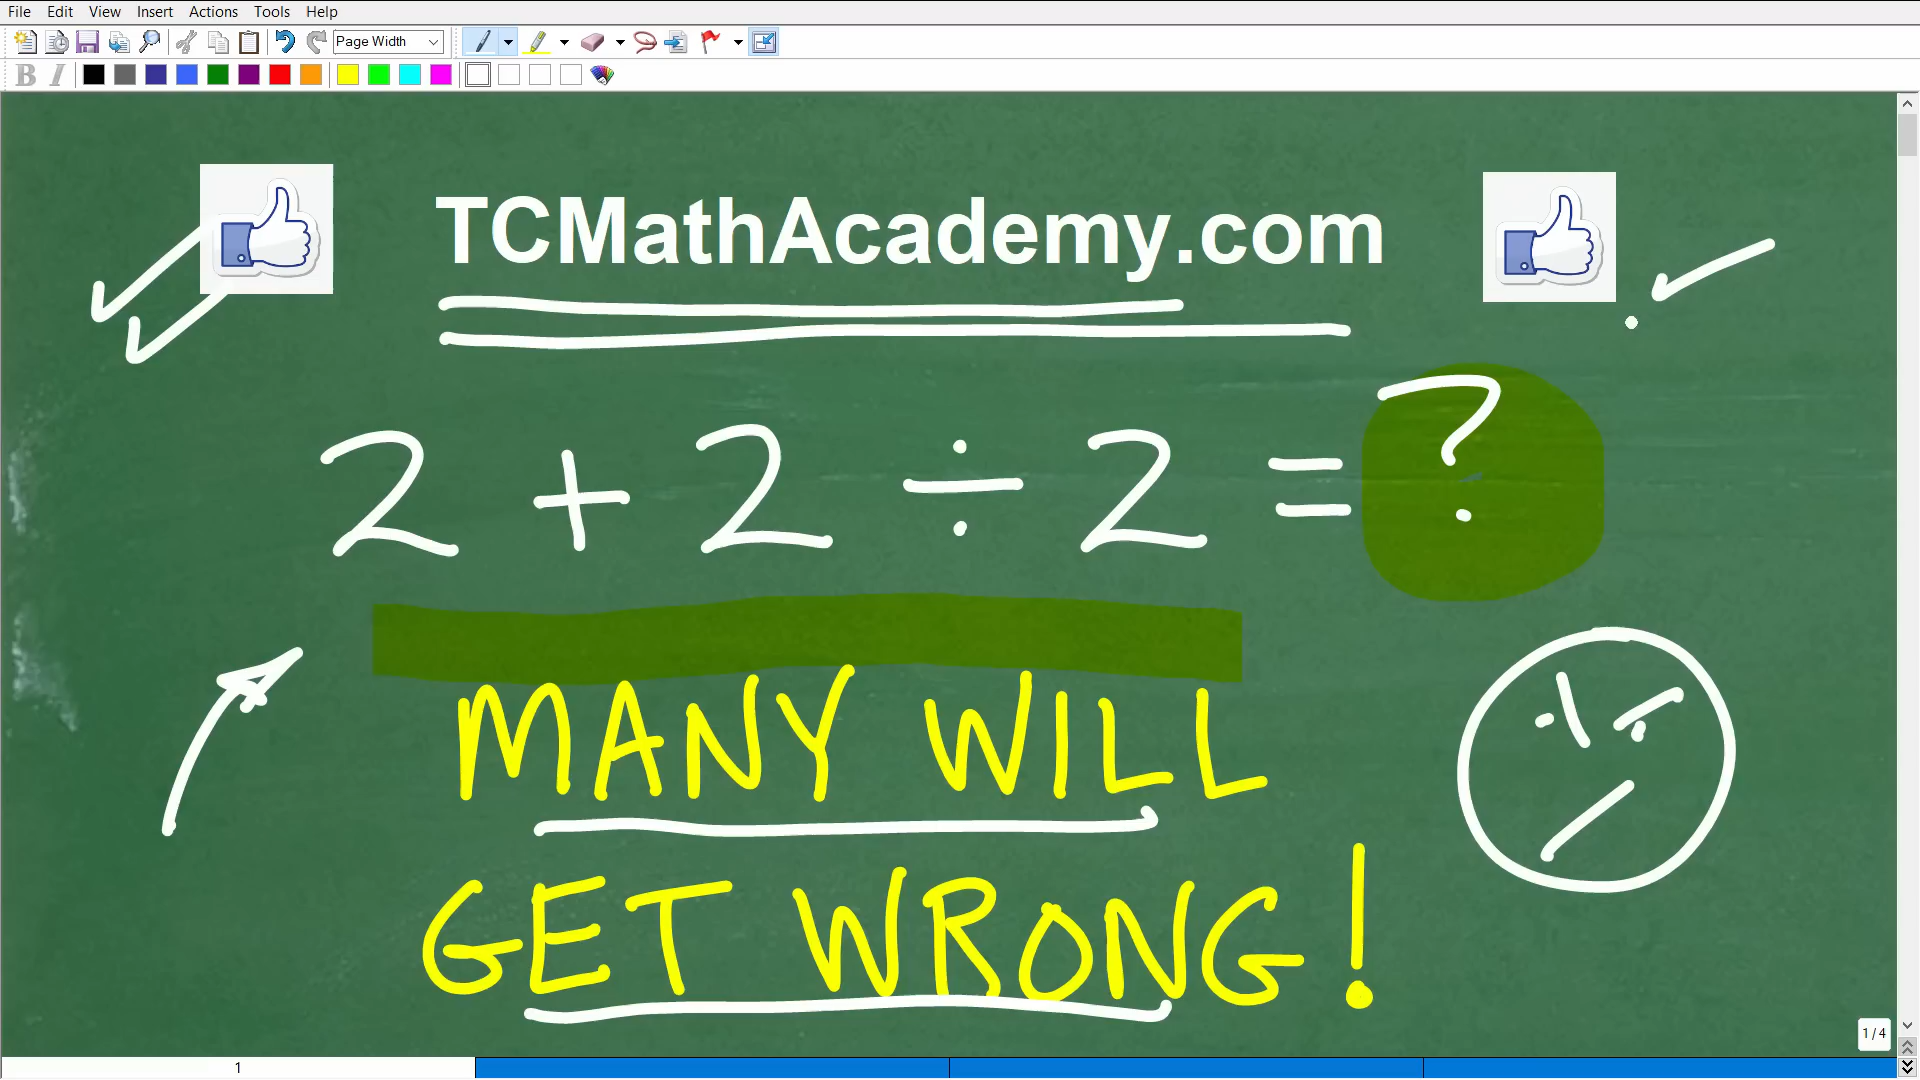 File Edit View Insert Actions Tools Help
Page Width
B I
TCMathAcademy.com
2 + 2 ÷ 2 = ?
MANY WILL
GET WRONG!
1 / 4
1